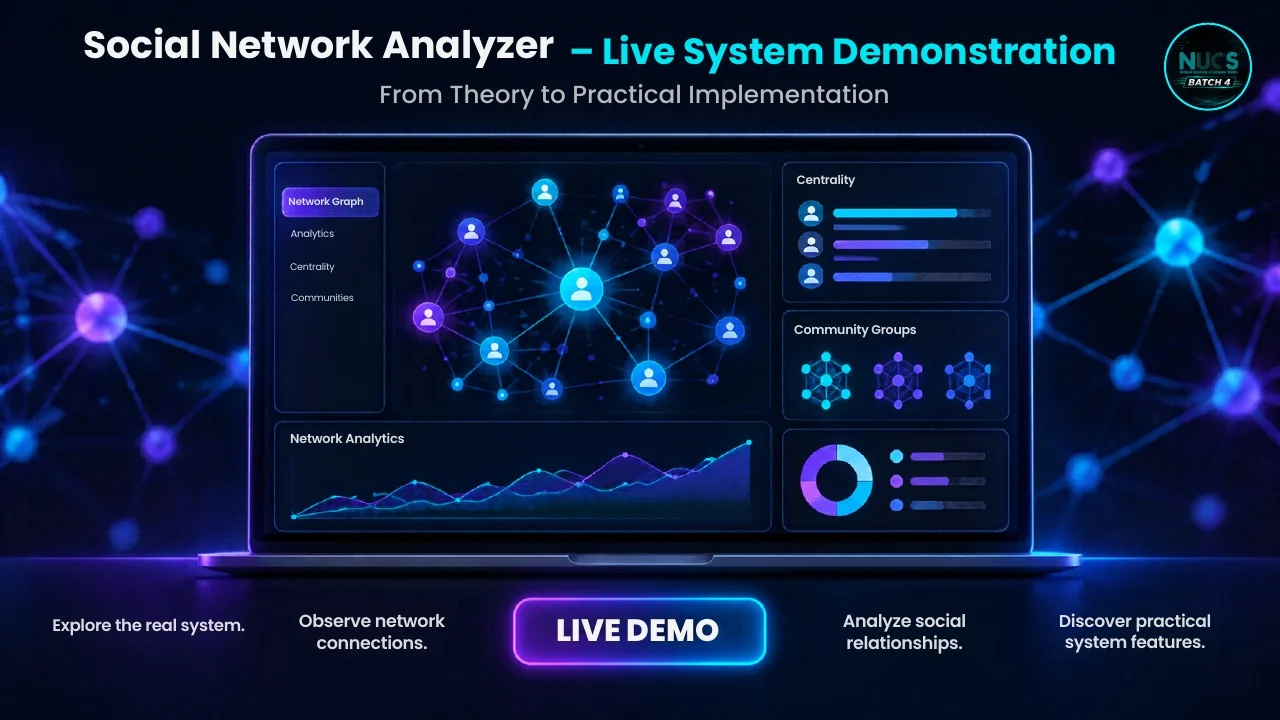 Social Network Analyzer – Live System Demonstration
From Theory to Practical Implementation
NUCS
BATCH 4
Network Graph
Analytics
Centrality
Communities
Centrality
Community Groups
Network Analytics
Explore the real system.
Observe network
connections.
LIVE DEMO
Analyze social
relationships.
Discover practical
system features.